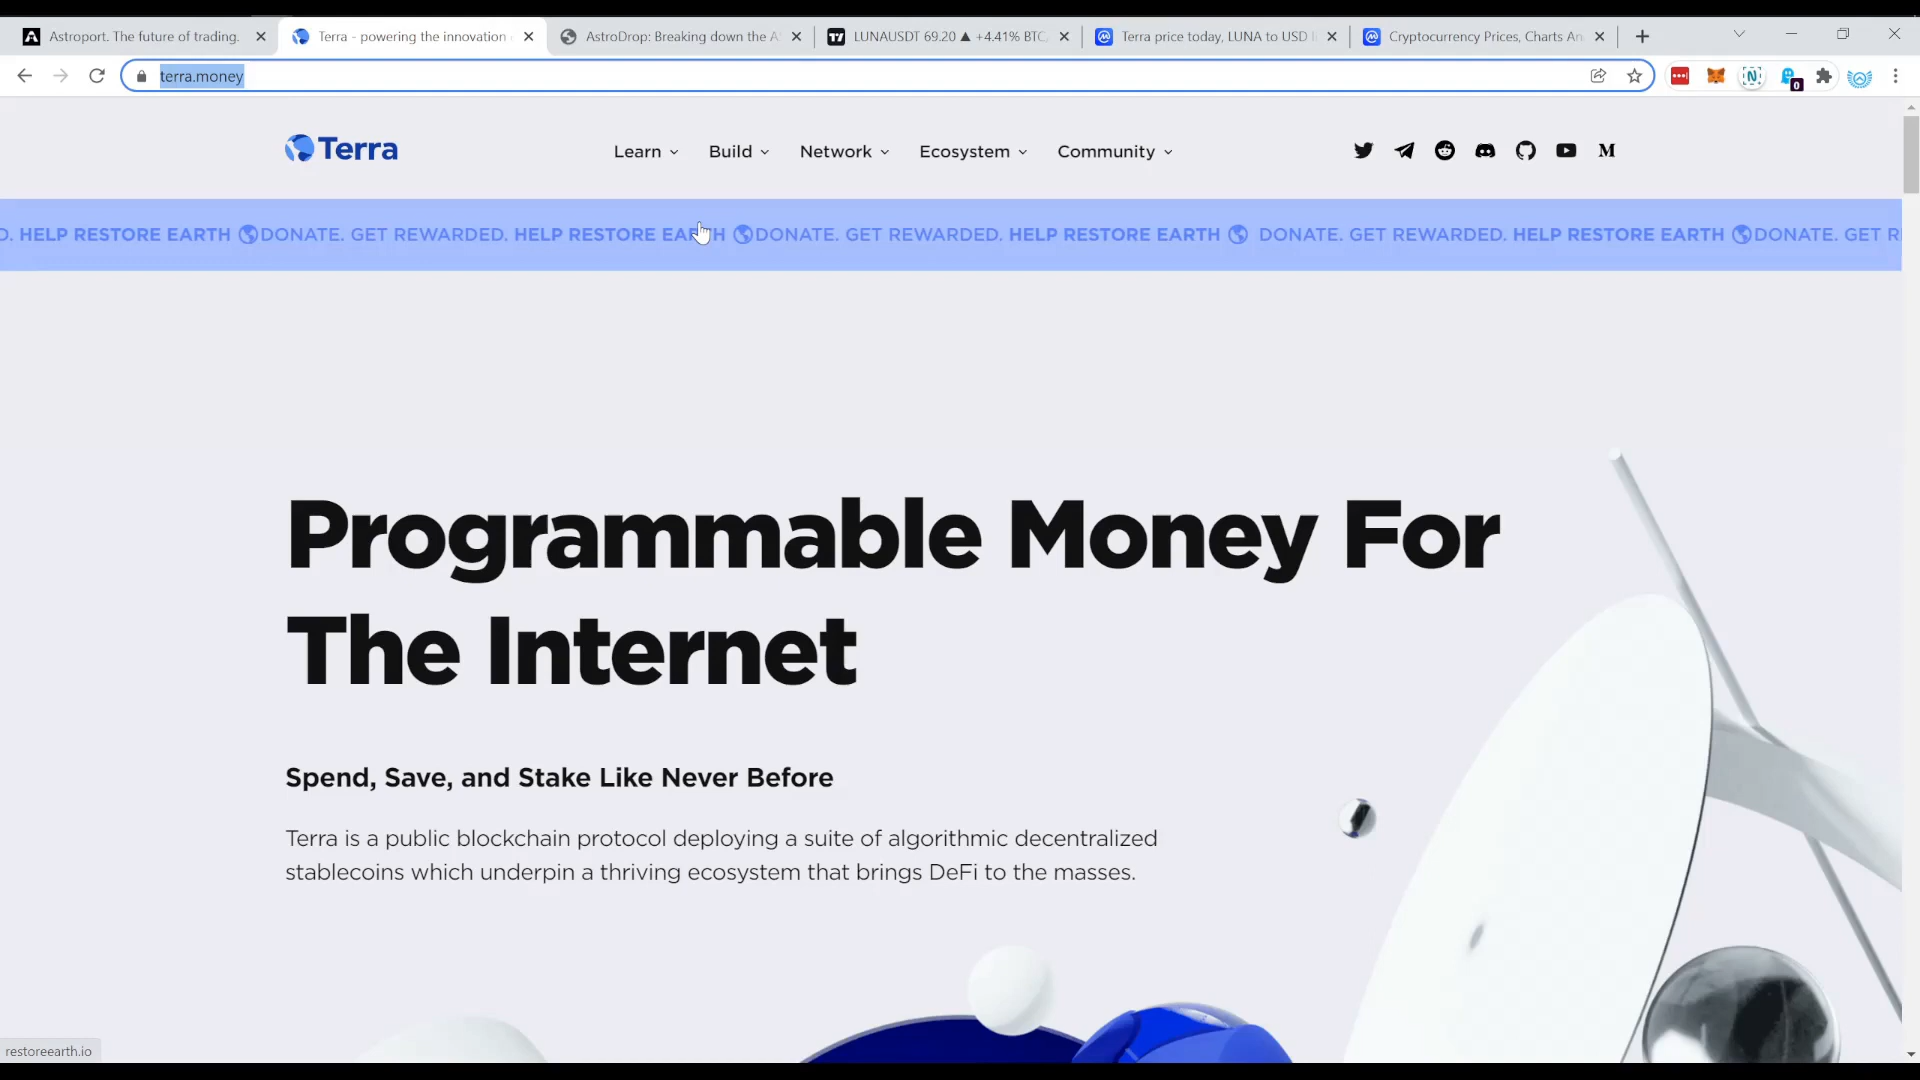 Astroport. The future of trading.
Terra - powering the innovation
AstroDrop: Breaking down the A
LUNAUSDT 69.20 ▲ +4.41% BTC,
Terra price today, LUNA to USD
Cryptocurrency Prices, Charts An
terra.money
0
Terra
Learn
Build
Network
Ecosystem
Community
D. HELP RESTORE EARTH DONATE. GET REWARDED. HELP RESTORE EARTH DONATE. GET REWARDED. HELP RESTORE EARTH DONATE. GET REWARDED. HELP RESTORE EARTH DONATE. GET R
Programmable Money For
The Internet
Spend, Save, and Stake Like Never Before
Terra is a public blockchain protocol deploying a suite of algorithmic decentralized
stablecoins which underpin a thriving ecosystem that brings DeFi to the masses.
restoreearth.io